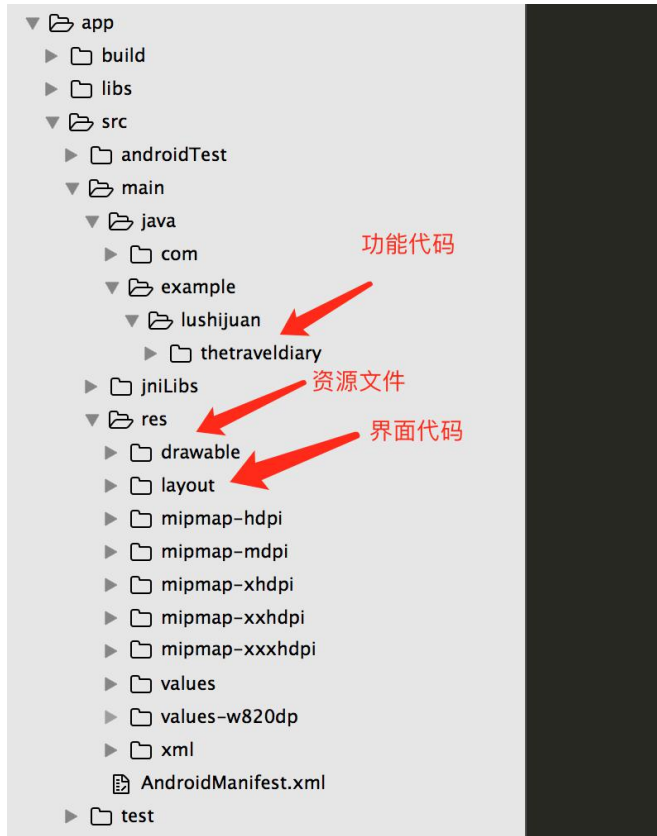 app
build
libs
src
androidTest
main
java
功能代码
com
example
lushijuan
thetraveldiary
jniLibs
资源文件
res
界面代码
drawable
layout
mipmap-hdpi
mipmap-mdpi
mipmap-xhdpi
mipmap-xxhdpi
mipmap-xxxhdpi
values
values-w820dp
xml
AndroidManifest.xml
test